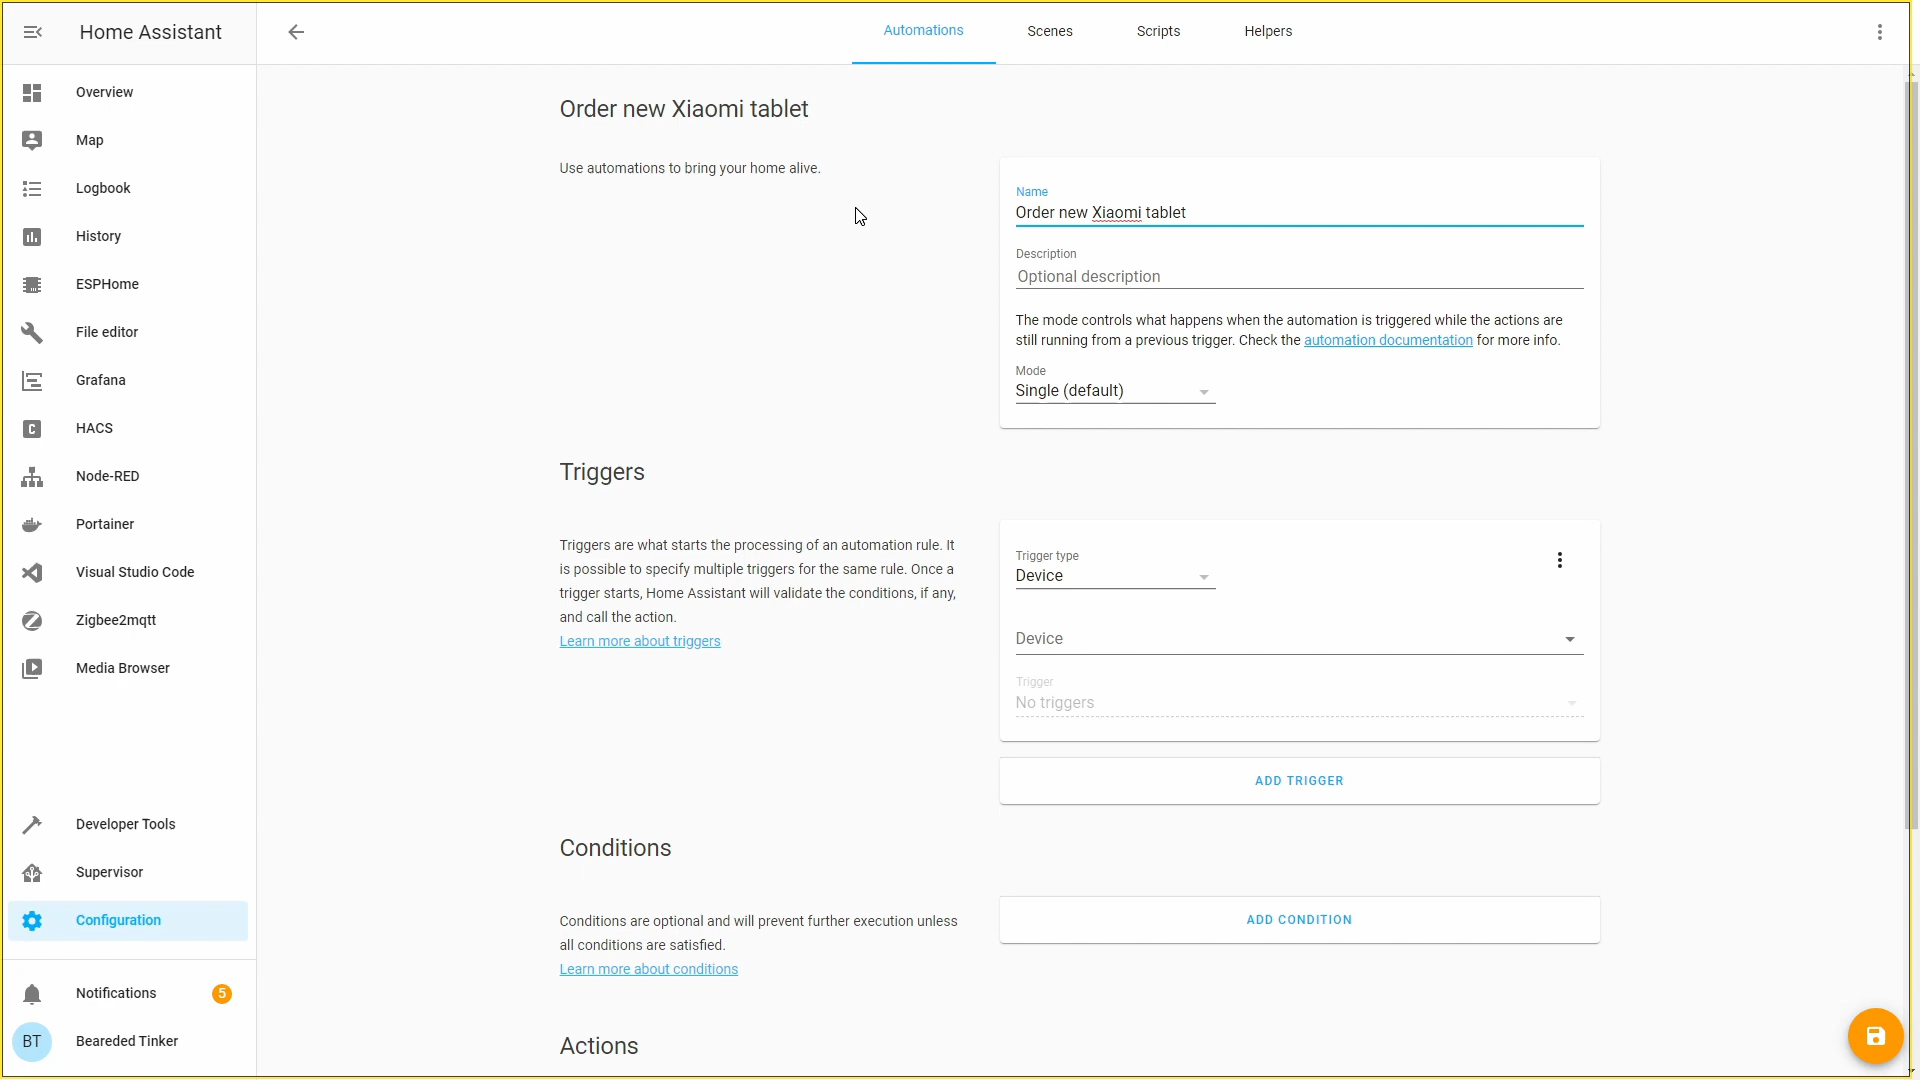 Home Assistant
Automations
Scenes
Scripts
Helpers
Overview
Map
Logbook
History
ESPHome
File editor
Grafana
HACS
Node-RED
Portainer
Visual Studio Code
Zigbee2mqtt
Media Browser
Developer Tools
Supervisor
Configuration
Notifications
5
BT
Bearded Tinker
Order new Xiaomi tablet
Use automations to bring your home alive.
Name
Order new Xiaomi tablet
Description
Optional description
The mode controls what happens when the automation is triggered while the actions are
still running from a previous trigger. Check the automation documentation for more info.
Mode
Single (default)
Triggers
Triggers are what starts the processing of an automation rule. It
is possible to specify multiple triggers for the same rule. Once a
trigger starts, Home Assistant will validate the conditions, if any,
and call the action.
Learn more about triggers
Trigger type
Device
Device
Trigger
No triggers
ADD TRIGGER
Conditions
Conditions are optional and will prevent further execution unless
all conditions are satisfied.
Learn more about conditions
ADD CONDITION
Actions